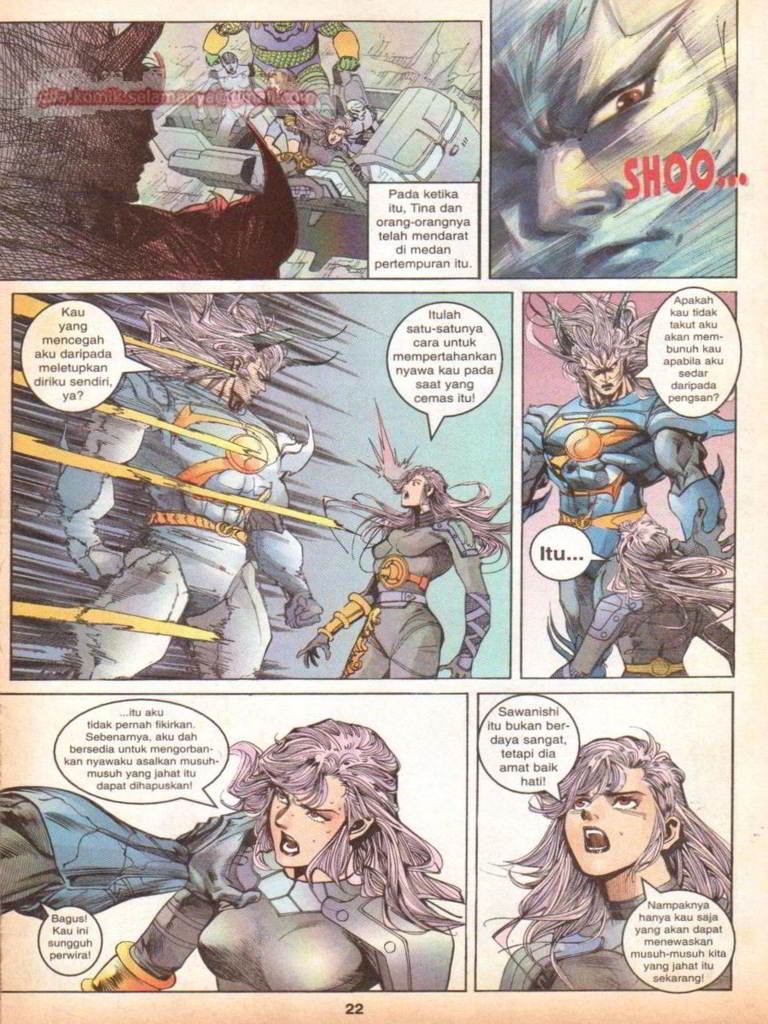 zifa.komik.selamanya@gmail.com
Pada ketika
itu, Tina dan
orang-orangnya
telah mendarat
di medan
pertempuran itu.
SHOO...
Kau
yang
mencegah
aku daripada
meletupkan
diriku sendiri,
ya?
Itulah
satu-satunya
cara untuk
mempertahankan
nyawa kau pada
saat yang
cemas itu!
Apakah
kau tidak
takut aku
akan mem-
bunuh kau
apabila aku
sedar
daripada
pengsan?
Itu...
...itu aku
tidak pernah fikirkan.
Sebenarnya, aku dah
bersedia untuk mengorban-
kan nyawaku asalkan musuh-
musuh yang jahat itu
dapat dihapuskan!
Bagus!
Kau ini
sungguh
perwira!
Sawanishi
itu bukan ber-
daya sangat,
tetapi dia
amat baik
hati!
Nampaknya
hanya kau saja
yang akan dapat
menewaskan
musuh-musuh kita
yang jahat itu
sekarang!
22